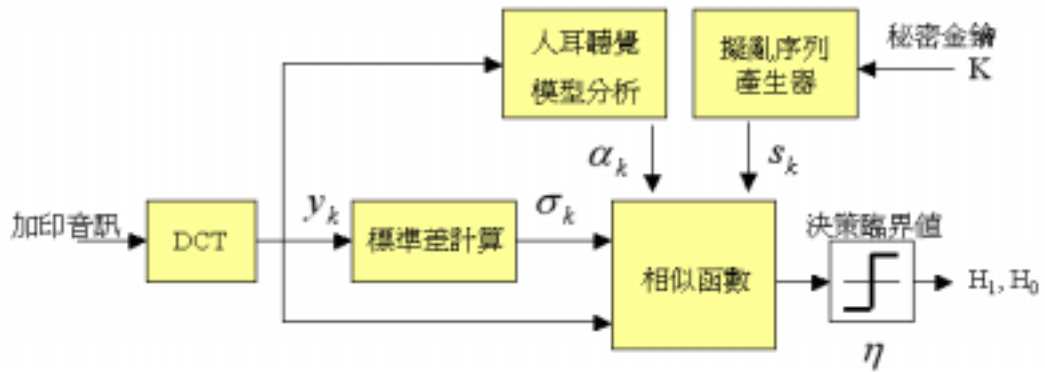 人耳聽覺
模型分析
擬亂序列
產生器
秘密金鑰
K
α_k
s_k
加印音訊
DCT
y_k
標準差計算
σ_k
相似函數
決策臨界值
H₁, H₀
η